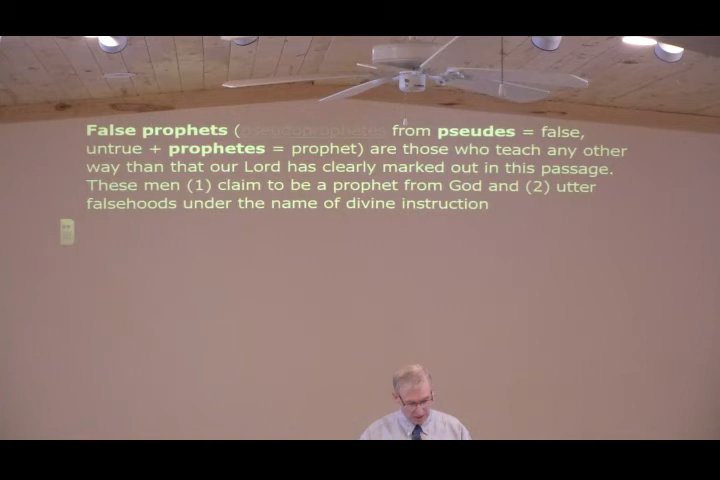 False prophets (pseudoprophetes from pseudes = false,
untrue + prophetes = prophet) are those who teach any other
way than that our Lord has clearly marked out in this passage.
These men (1) claim to be a prophet from God and (2) utter
falsehoods under the name of divine instruction